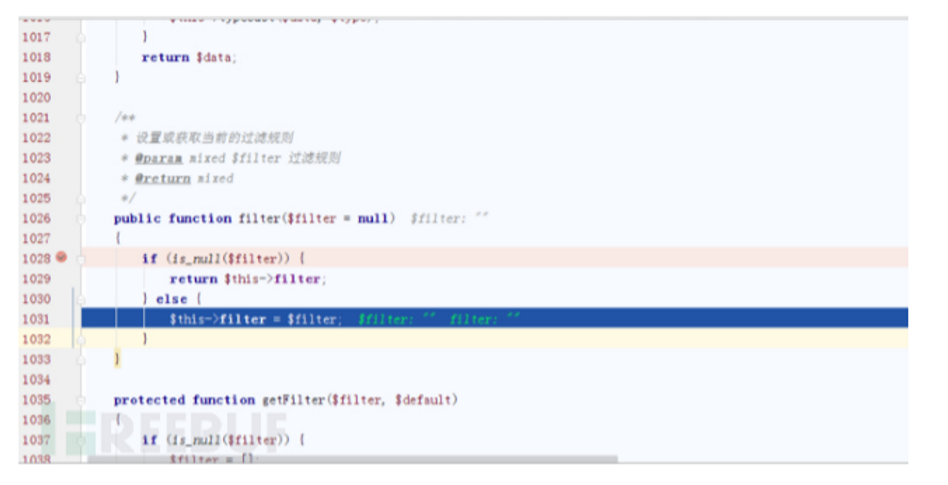 1017 }
1018 return $data;
1019 }
1020
1021 /**
1022 * 设置或获取当前的过滤规则
1023 * @param mixed $filter 过滤规则
1024 * @return mixed
1025 */
1026 public function filter($filter = null) $filter: ""
1027 {
1028 if (is_null($filter)) {
1029 return $this->filter;
1030 } else {
1031 $this->filter = $filter; $filter: "" filter: ""
1032 }
1033 }
1034
1035 protected function getFilter($filter, $default)
1036 {
1037 if (is_null($filter)) {
1038 $filter = [];
REEBUF